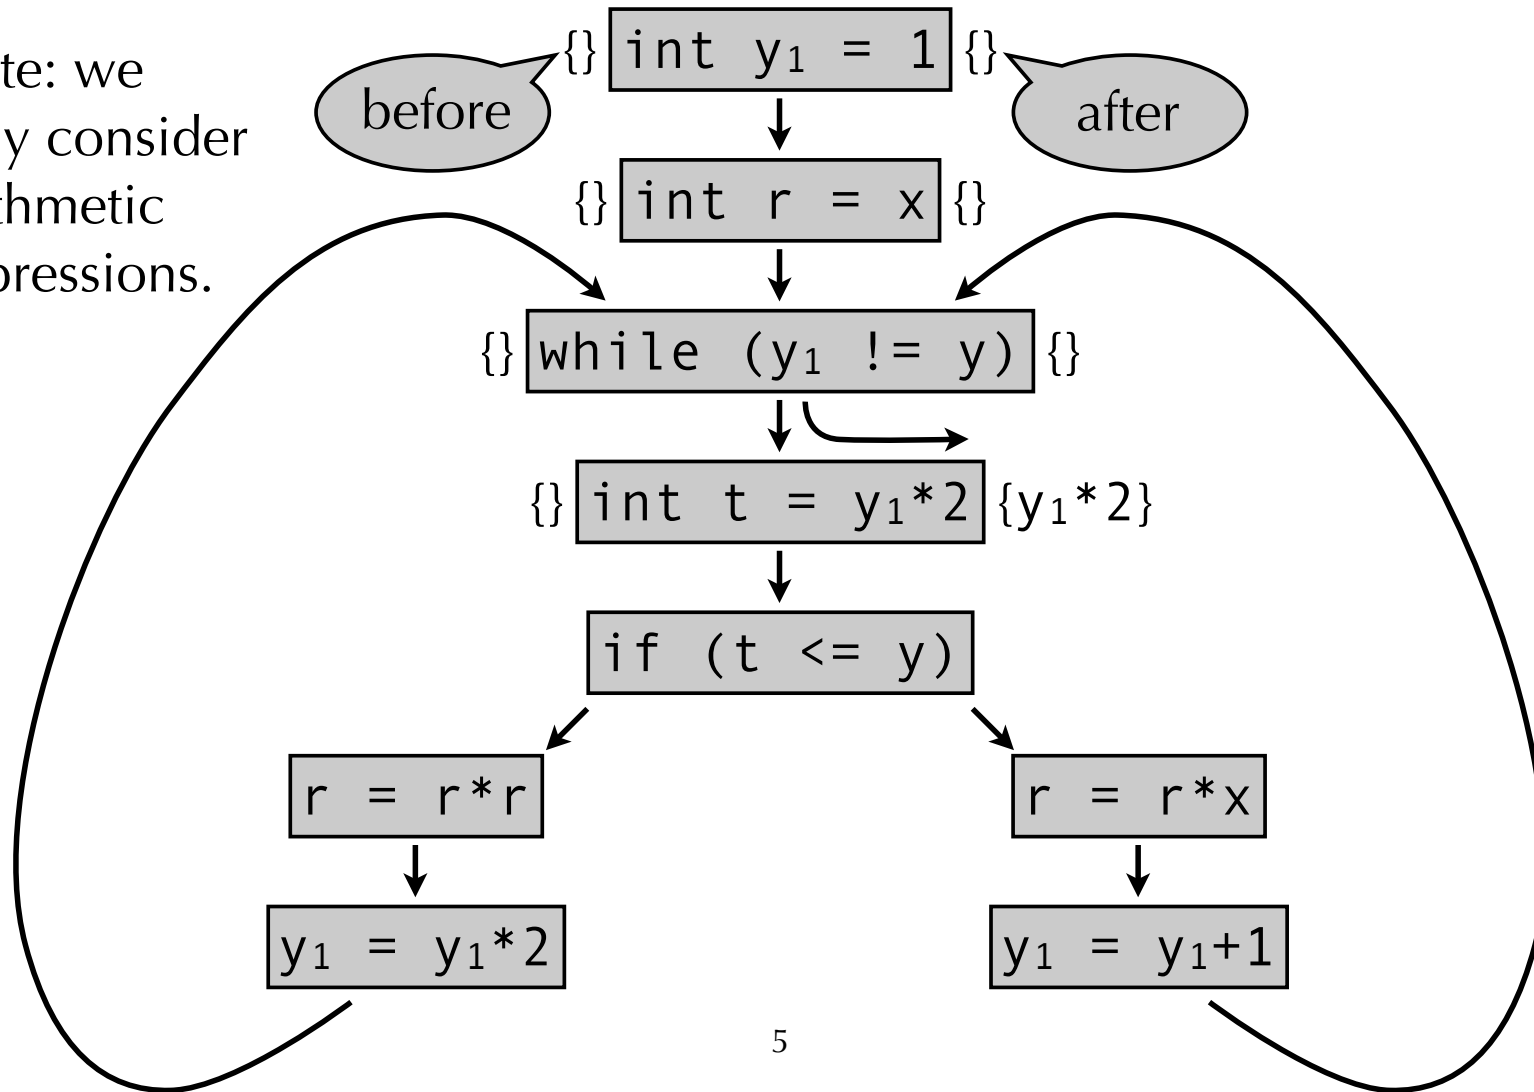 te: we
y consider
thmetic
pressions.
before
{} int y₁ = 1 {}
after
{} int r = x {}
{} while (y₁ != y) {}
{} int t = y₁*2 {y₁*2}
if (t <= y)
r = r*r
r = r*x
y₁ = y₁*2
y₁ = y₁+1
5